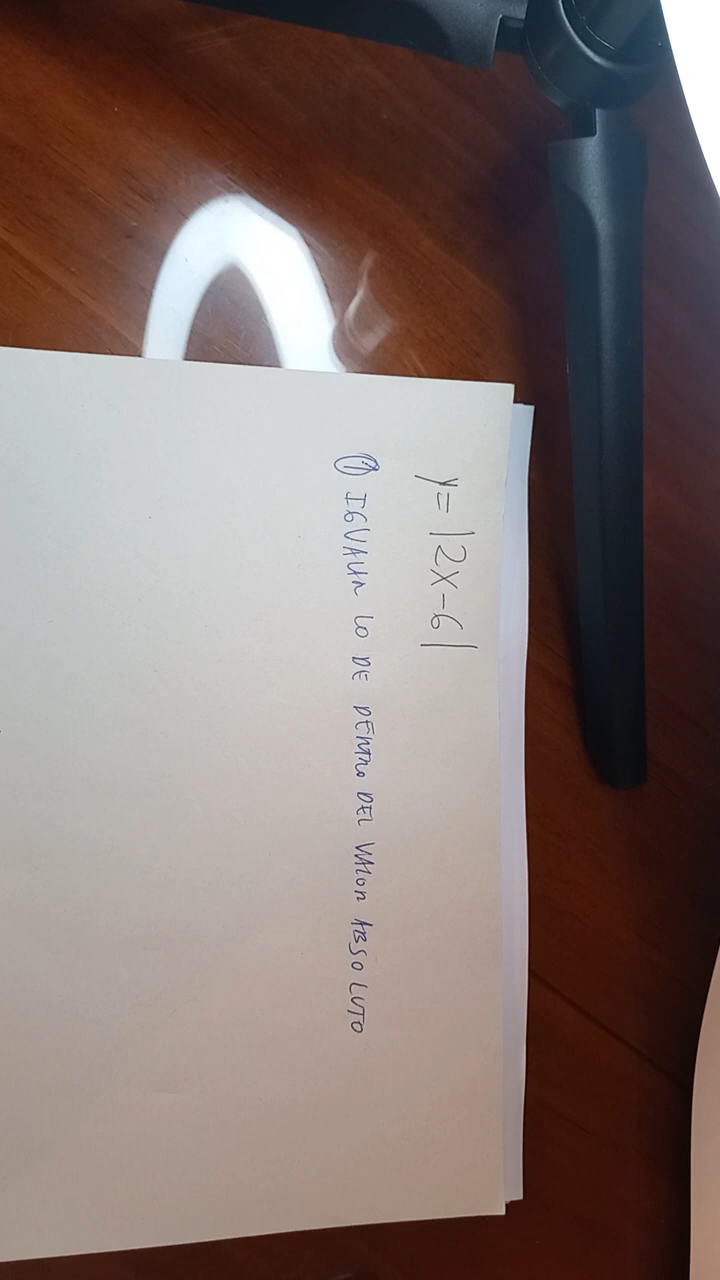 y = |2x-6|
① IGUALAR LO DE DENTRO DEL VALOR ABSOLUTO